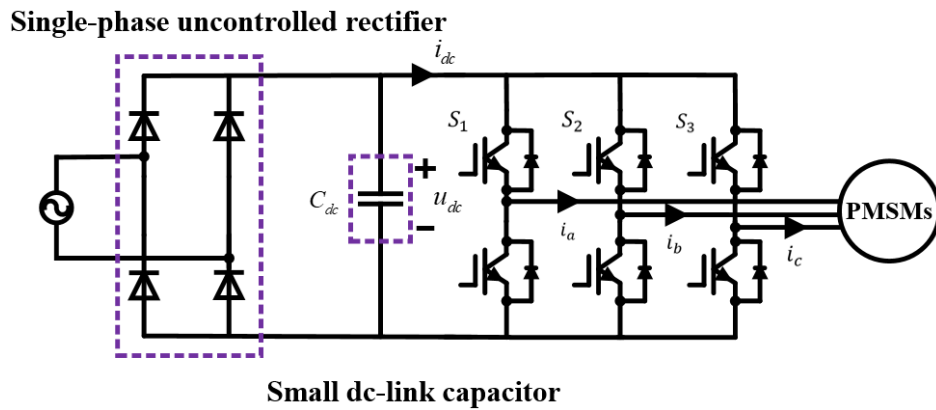 Single-phase uncontrolled rectifier
i_dc
S_1
S_2
S_3
C_dc
+
u_dc
−
PMSMs
i_a
i_b
i_c
Small dc-link capacitor